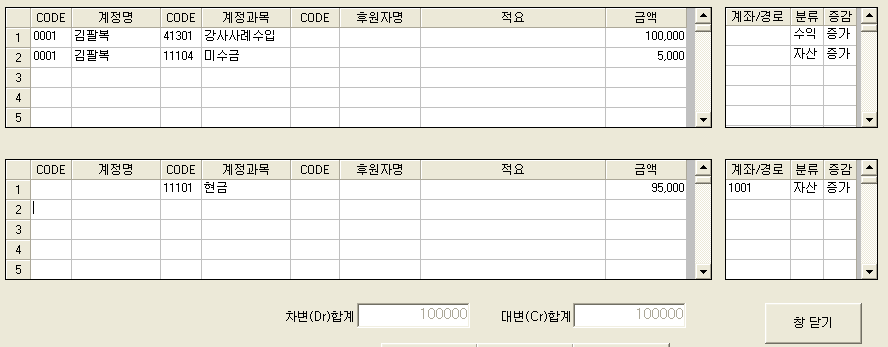 CODE 계정명 CODE 계정과목 CODE 후원자명 적요 금액 계좌/경로 분류 증감
1 0001 김팔복 41301 강사사례수입 100,000 수익 증가
2 0001 김팔복 11104 미수금 5,000 자산 증가
3
4
5
CODE 계정명 CODE 계정과목 CODE 후원자명 적요 금액 계좌/경로 분류 증감
1 11101 현금 95,000 1001 자산 증가
2
3
4
5
차변(Dr)합계 100000 대변(Cr)합계 100000 창 닫기